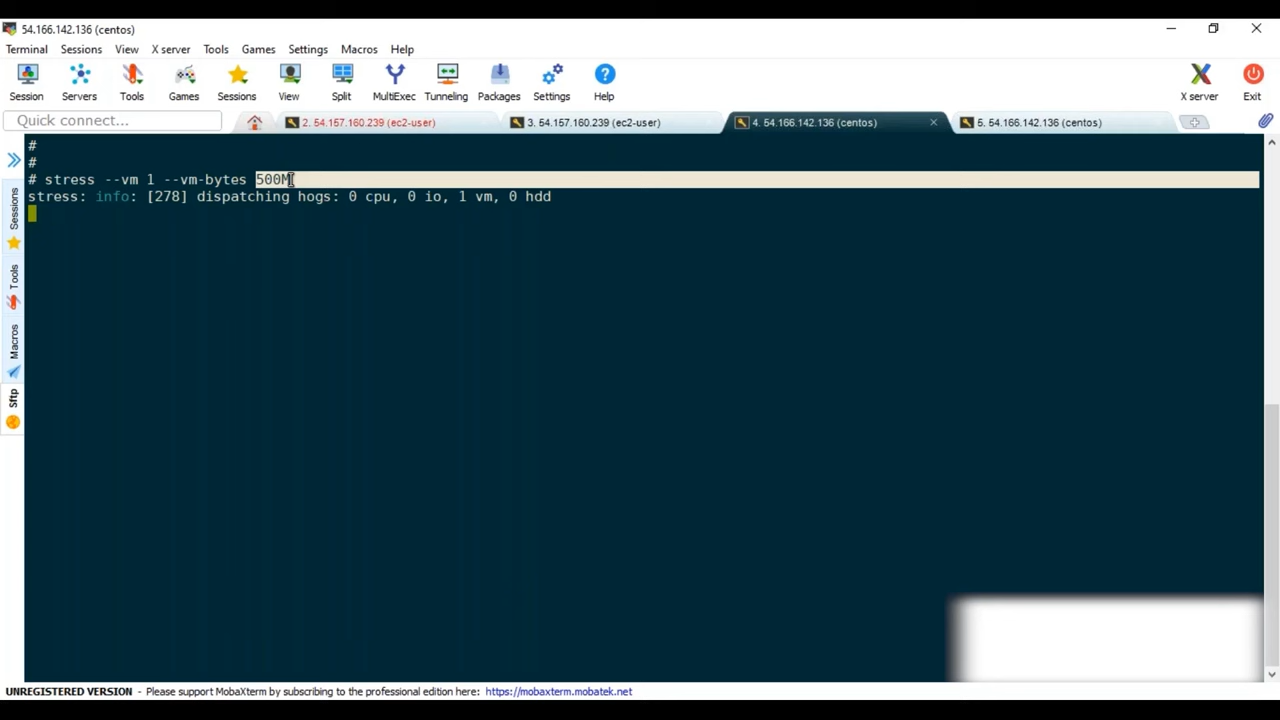 54.166.142.136 (centos)
Terminal Sessions View X server Tools Games Settings Macros Help
Session Servers Tools Games Sessions View Split MultiExec Tunneling Packages Settings Help X server Exit
Quick connect... 2. 54.157.160.239 (ec2-user) 3. 54.157.160.239 (ec2-user) 4. 54.166.142.136 (centos) 5. 54.166.142.136 (centos)
#
#
# stress --vm 1 --vm-bytes 500M
stress: info: [278] dispatching hogs: 0 cpu, 0 io, 1 vm, 0 hdd
Sessions
Tools
Macros
Sftp
UNREGISTERED VERSION - Please support MobaXterm by subscribing to the professional edition here: https://mobaxterm.mobatek.net